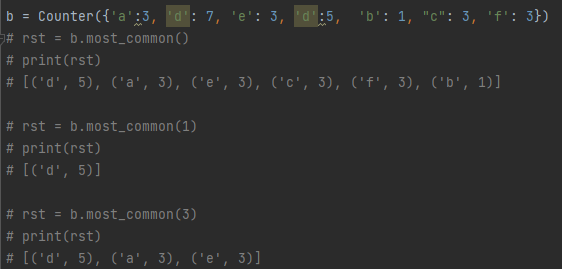 b = Counter({'a':3, 'd': 7, 'e': 3, 'd':5,  'b': 1, "c": 3, 'f': 3})
# rst = b.most_common()
# print(rst)
# [('d', 5), ('a', 3), ('e', 3), ('c', 3), ('f', 3), ('b', 1)]
# rst = b.most_common(1)
# print(rst)
# [('d', 5)]
# rst = b.most_common(3)
# print(rst)
# [('d', 5), ('a', 3), ('e', 3)]